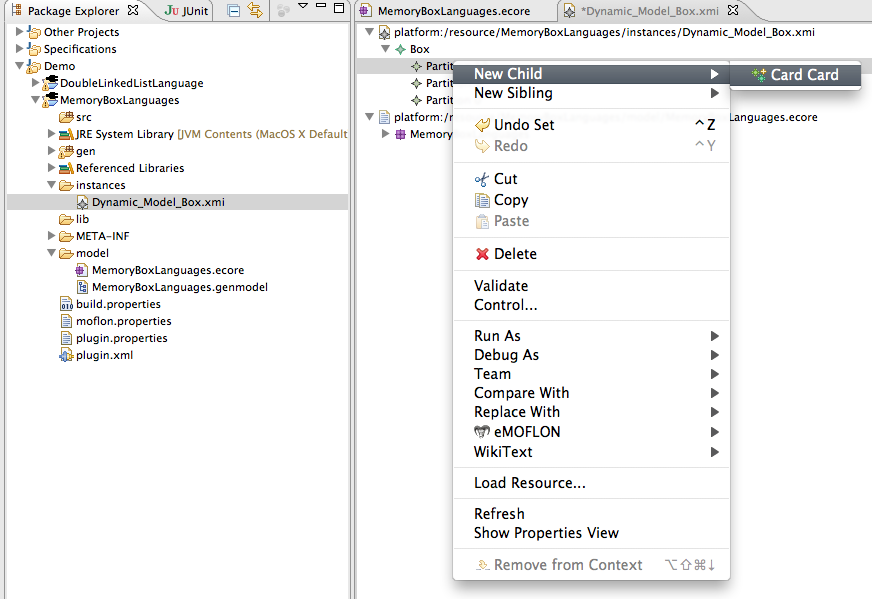 Package Explorer
JUnit
Other Projects
Specifications
Demo
DoubleLinkedListLanguage
MemoryBoxLanguages
src
JRE System Library [JVM Contents (MacOS X Default
gen
Referenced Libraries
instances
Dynamic_Model_Box.xmi
lib
META-INF
model
MemoryBoxLanguages.ecore
MemoryBoxLanguages.genmodel
build.properties
moflon.properties
plugin.properties
plugin.xml
MemoryBoxLanguages.ecore
*Dynamic_Model_Box.xmi
platform:/resource/MemoryBoxLanguages/instances/Dynamic_Model_Box.xmi
Box
Partit
Partit
Partit
platform:/r
Languages.ecore
Memory
New Child
Card Card
New Sibling
Undo Set ^Z
Redo ^Y
Cut
Copy
Paste
Delete
Validate
Control...
Run As
Debug As
Team
Compare With
Replace With
eMOFLON
WikiText
Load Resource...
Refresh
Show Properties View
Remove from Context ⌥⇧⌘↓